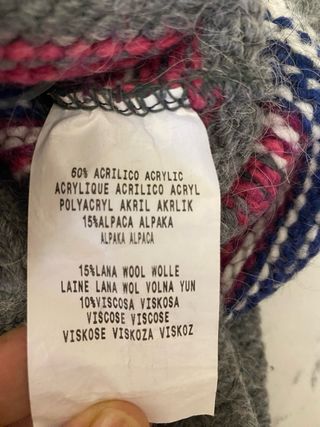 60% ACRILICO ACRYLIC
ACRYLIQUE ACRILICO ACRYL
POLYACRYL AKRIL AKRLIK
15%ALPACA ALPAKA
ALPAKA ALPACA
15%LANA WOOL WOLLE
LAINE LANA WOL VOLNA YUN
10%VISCOSA VISKOSA
VISCOSE VISCOSE
VISKOSE VISKOZA VISKOZ